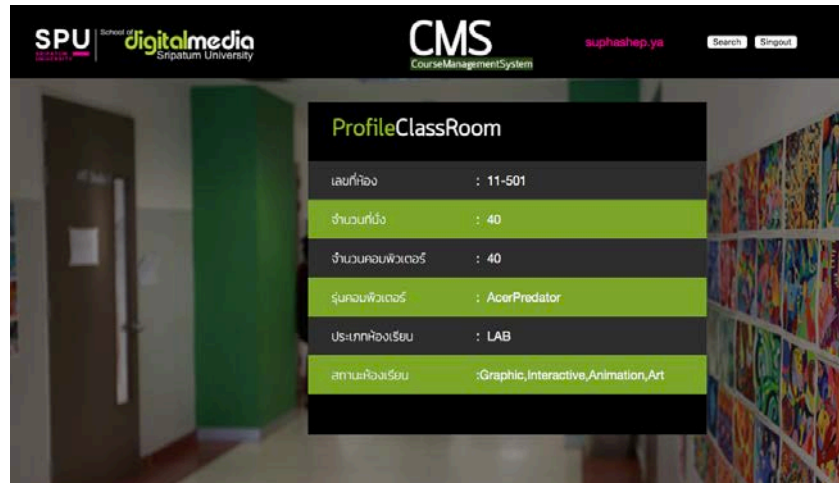 SPU School of digitalmedia
SRIPATUM UNIVERSITY Sripatum University
CMS
CourseManagementSystem
suphashep.ya
Search Singout
ProfileClassRoom
เลขที่ห้อง : 11-501
จำนวนที่นั่ง : 40
จำนวนคอมพิวเตอร์ : 40
รุ่นคอมพิวเตอร์ : AcerPredator
ประเภทห้องเรียน : LAB
สถานะห้องเรียน :Graphic,Interactive,Animation,Art